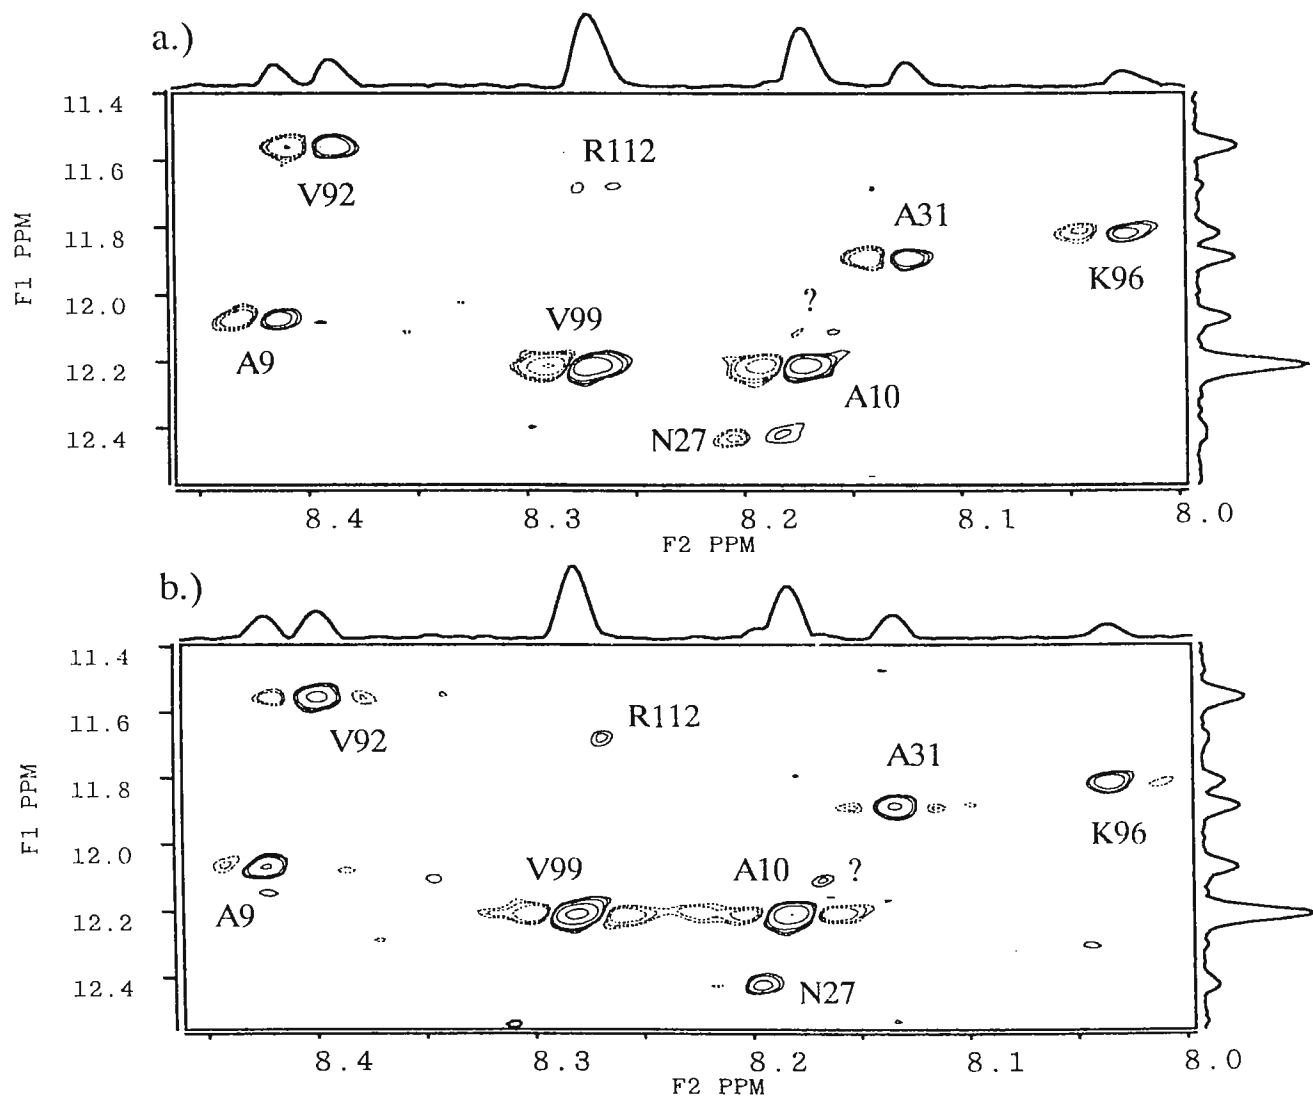 a.)
11.4
11.6
11.8
12.0
12.2
12.4
F1 PPM
V92
R112
A31
K96
?
V99
A9
A10
N27
8.4
8.3
8.2
8.1
8.0
F2 PPM
b.)
11.4
11.6
11.8
12.0
12.2
12.4
F1 PPM
R112
V92
A31
K96
V99
A10
?
A9
N27
8.4
8.3
8.2
8.1
8.0
F2 PPM